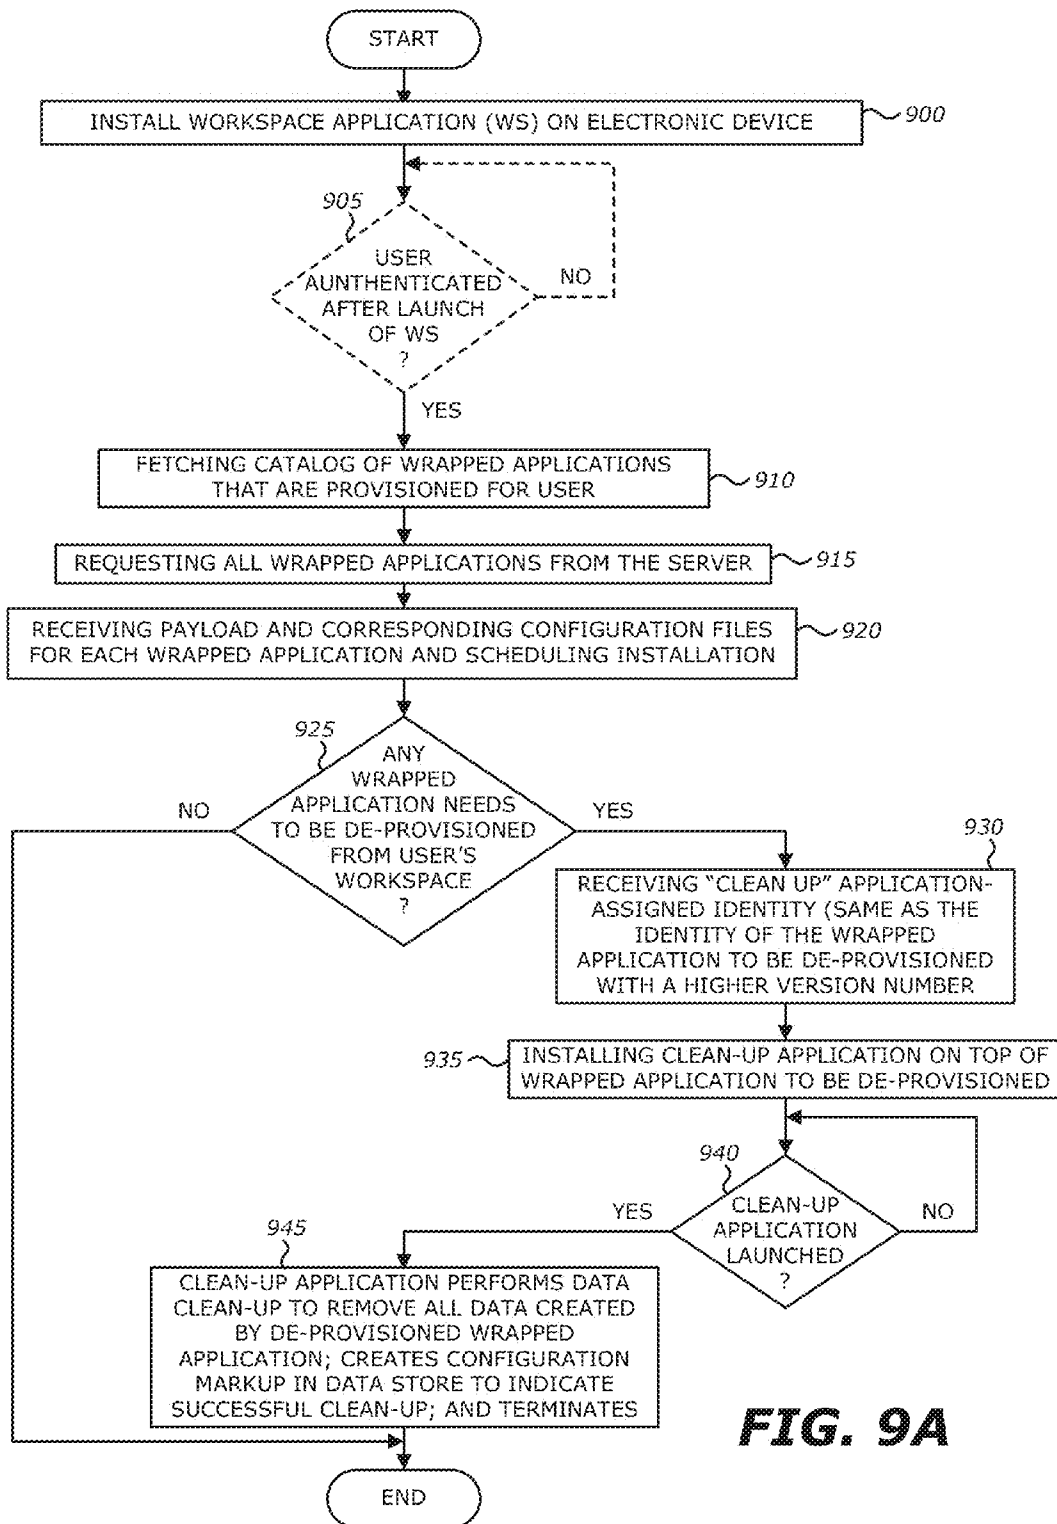 START
INSTALL WORKSPACE APPLICATION (WS) ON ELECTRONIC DEVICE
900
905
USER
AUNTHENTICATED
AFTER LAUNCH
OF WS
?
NO
YES
FETCHING CATALOG OF WRAPPED APPLICATIONS
THAT ARE PROVISIONED FOR USER
910
REQUESTING ALL WRAPPED APPLICATIONS FROM THE SERVER
915
RECEIVING PAYLOAD AND CORRESPONDING CONFIGURATION FILES
FOR EACH WRAPPED APPLICATION AND SCHEDULING INSTALLATION
920
925
ANY
WRAPPED
APPLICATION NEEDS
TO BE DE-PROVISIONED
FROM USER'S
WORKSPACE
?
NO
YES
930
RECEIVING "CLEAN UP" APPLICATION-
ASSIGNED IDENTITY (SAME AS THE
IDENTITY OF THE WRAPPED
APPLICATION TO BE DE-PROVISIONED
WITH A HIGHER VERSION NUMBER
935
INSTALLING CLEAN-UP APPLICATION ON TOP OF
WRAPPED APPLICATION TO BE DE-PROVISIONED
940
CLEAN-UP
APPLICATION
LAUNCHED
?
YES
NO
945
CLEAN-UP APPLICATION PERFORMS DATA
CLEAN-UP TO REMOVE ALL DATA CREATED
BY DE-PROVISIONED WRAPPED
APPLICATION; CREATES CONFIGURATION
MARKUP IN DATA STORE TO INDICATE
SUCCESSFUL CLEAN-UP; AND TERMINATES
FIG. 9A
END